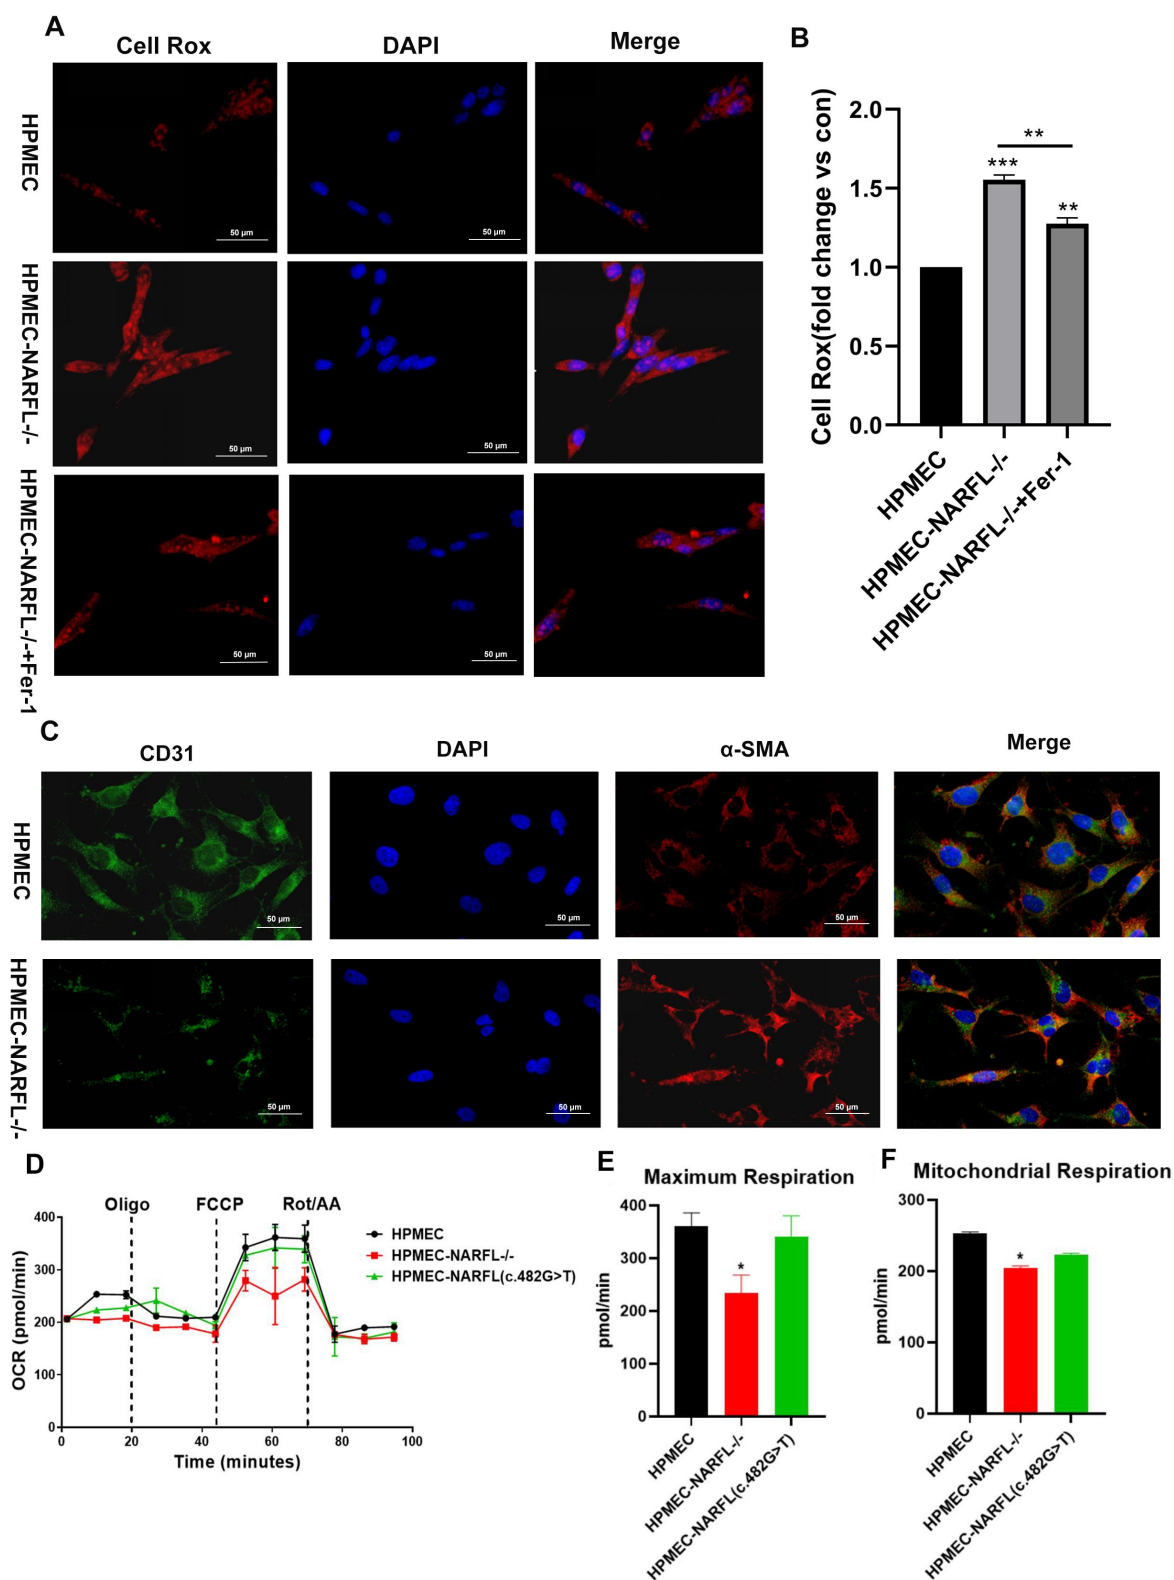 A
Cell Rox
DAPI
Merge
HPMEC
50 µm
50 µm
HPMEC-NARFL-/-
50 µm
50 µm
HPMEC-NARFL-/-+Fer-1
50 µm
50 µm
B
Cell Rox(fold change vs con)
2.0
1.5
1.0
0.5
0.0
**
***
**
HPMEC
HPMEC-NARFL-/-
HPMEC-NARFL-/-+Fer-1
C
CD31
DAPI
α-SMA
Merge
HPMEC
50 µm
50 µm
50 µm
HPMEC-NARFL-/-
50 µm
50 µm
50 µm
D
Oligo
FCCP
Rot/AA
OCR (pmol/min)
400
300
200
100
0
0
20
40
60
80
100
Time (minutes)
HPMEC
HPMEC-NARFL-/-
HPMEC-NARFL(c.482G>T)
E
Maximum Respiration
pmol/min
400
300
200
100
0
*
HPMEC
HPMEC-NARFL-/-
HPMEC-NARFL(c.482G>T)
F
Mitochondrial Respiration
pmol/min
300
200
100
0
*
HPMEC
HPMEC-NARFL-/-
HPMEC-NARFL(c.482G>T)